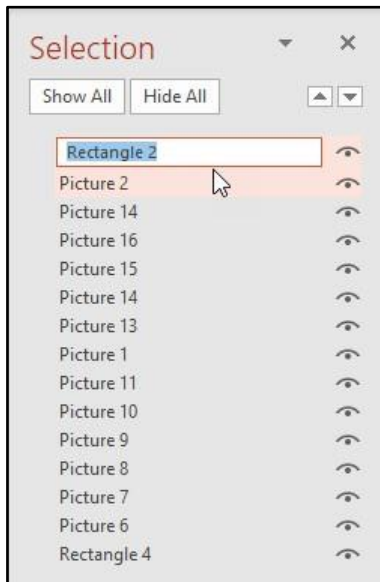 Selection
Show All Hide All
Rectangle 2
Picture 2
Picture 14
Picture 16
Picture 15
Picture 14
Picture 13
Picture 1
Picture 11
Picture 10
Picture 9
Picture 8
Picture 7
Picture 6
Rectangle 4